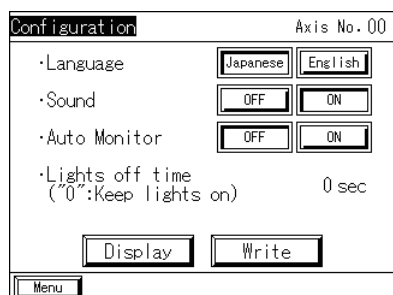 Configuration Axis No.00
·Language Japanese English
·Sound OFF ON
·Auto Monitor OFF ON
·Lights off time
("0":Keep lights on) 0 sec
Display Write
Menu